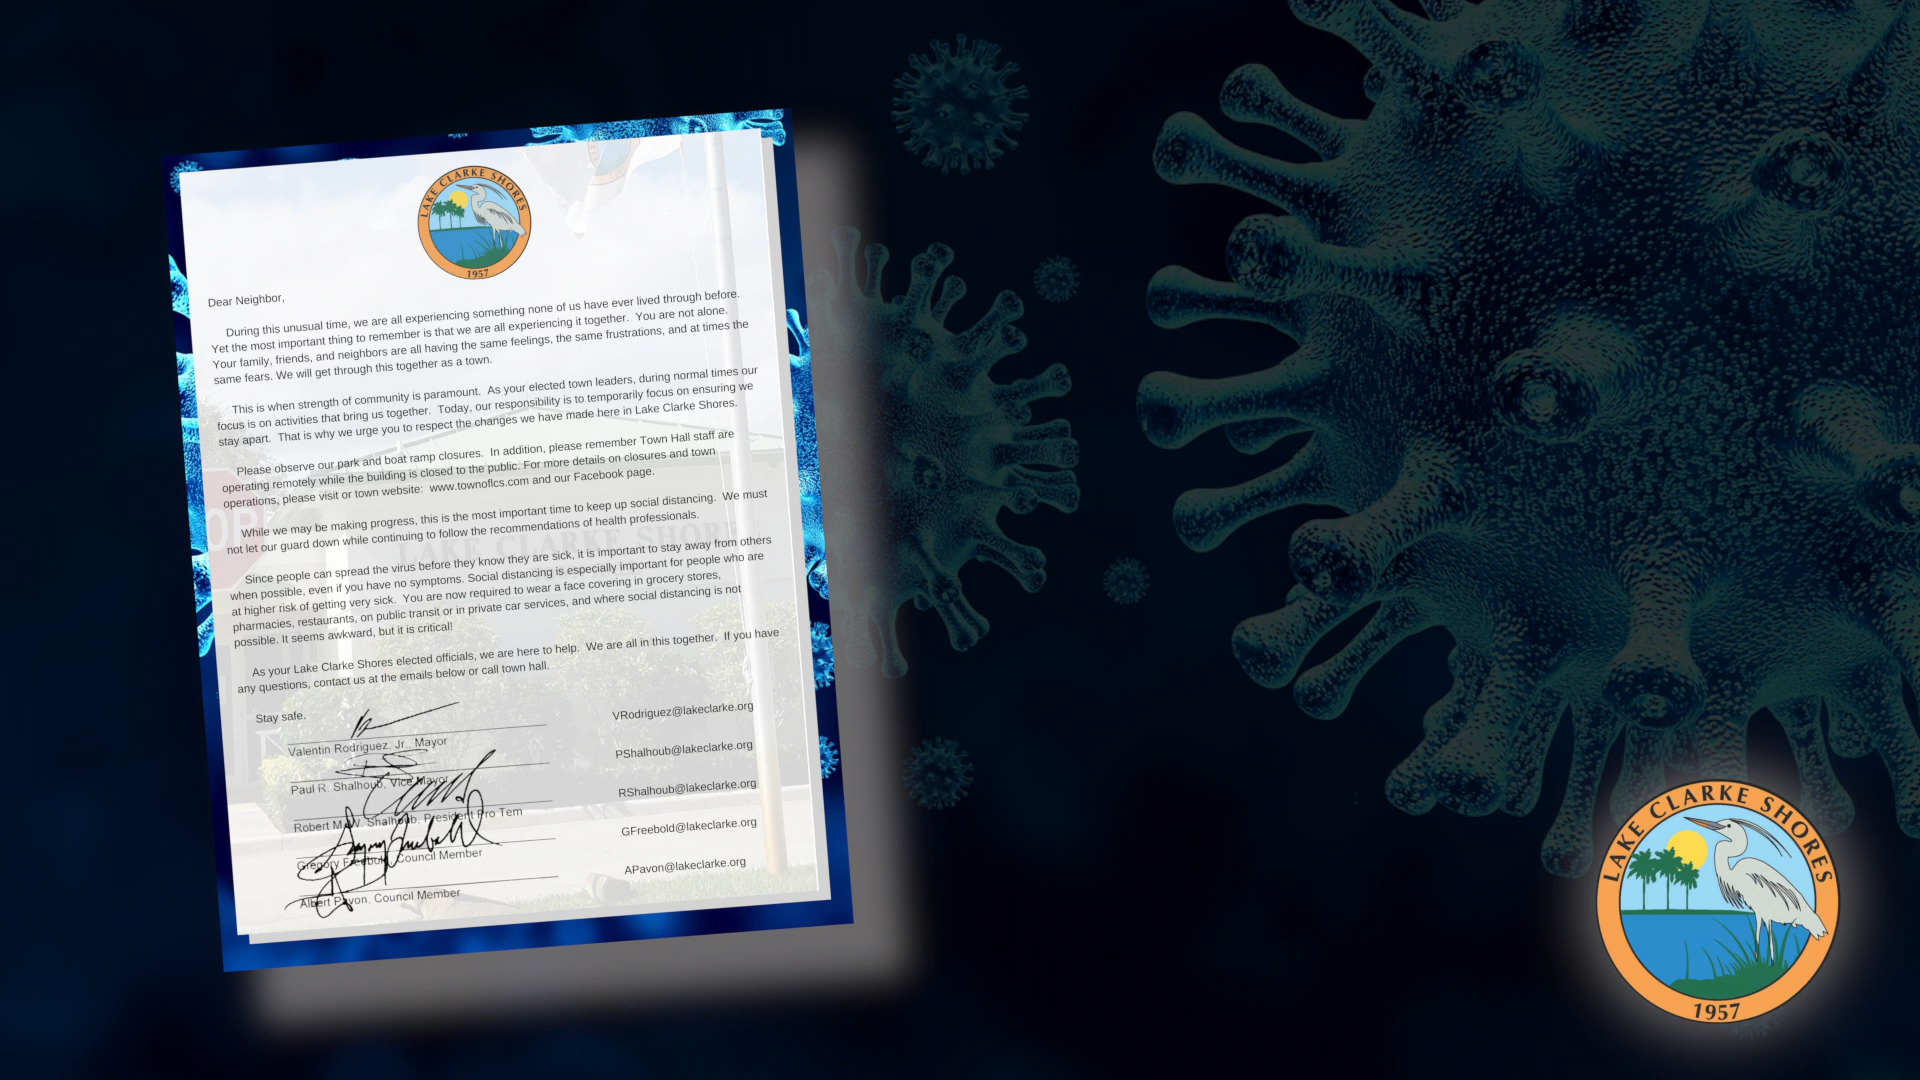 LAKE CLARKE SHORES
1957
Dear Neighbor,
During this unusual time, we are all experiencing something none of us have ever lived through before.
Yet the most important thing to remember is that we are all experiencing it together. You are not alone.
Your family, friends, and neighbors are all having the same feelings, the same frustrations, and at times the
same fears. We will get through this together as a town.
This is when strength of community is paramount. As your elected town leaders, during normal times our
focus is on activities that bring us together. Today, our responsibility is to temporarily focus on ensuring we
stay apart. That is why we urge you to respect the changes we have made here in Lake Clarke Shores.
Please observe our park and boat ramp closures. In addition, please remember Town Hall staff are
operating remotely while the building is closed to the public. For more details on closures and town
operations, please visit or town website: www.townoflcs.com and our Facebook page.
While we may be making progress, this is the most important time to keep up social distancing. We must
not let our guard down while continuing to follow the recommendations of health professionals.
Since people can spread the virus before they know they are sick, it is important to stay away from others
when possible, even if you have no symptoms. Social distancing is especially important for people who are
at higher risk of getting very sick. You are now required to wear a face covering in grocery stores,
pharmacies, restaurants, on public transit or in private car services, and where social distancing is not
possible. It seems awkward, but it is critical!
As your Lake Clarke Shores elected officials, we are here to help. We are all in this together. If you have
any questions, contact us at the emails below or call town hall.
Stay safe.
Valentin Rodriguez, Jr., Mayor VRodriguez@lakeclarke.org
Paul R. Shalhoub, Vice Mayor PShalhoub@lakeclarke.org
Robert M.W. Shalhoub, President Pro Tem RShalhoub@lakeclarke.org
Gregory Freebold, Council Member GFreebold@lakeclarke.org
Albert Pavon, Council Member APavon@lakeclarke.org
LAKE CLARKE SHORES
OP
LAKE CLARKE SHORES
1957